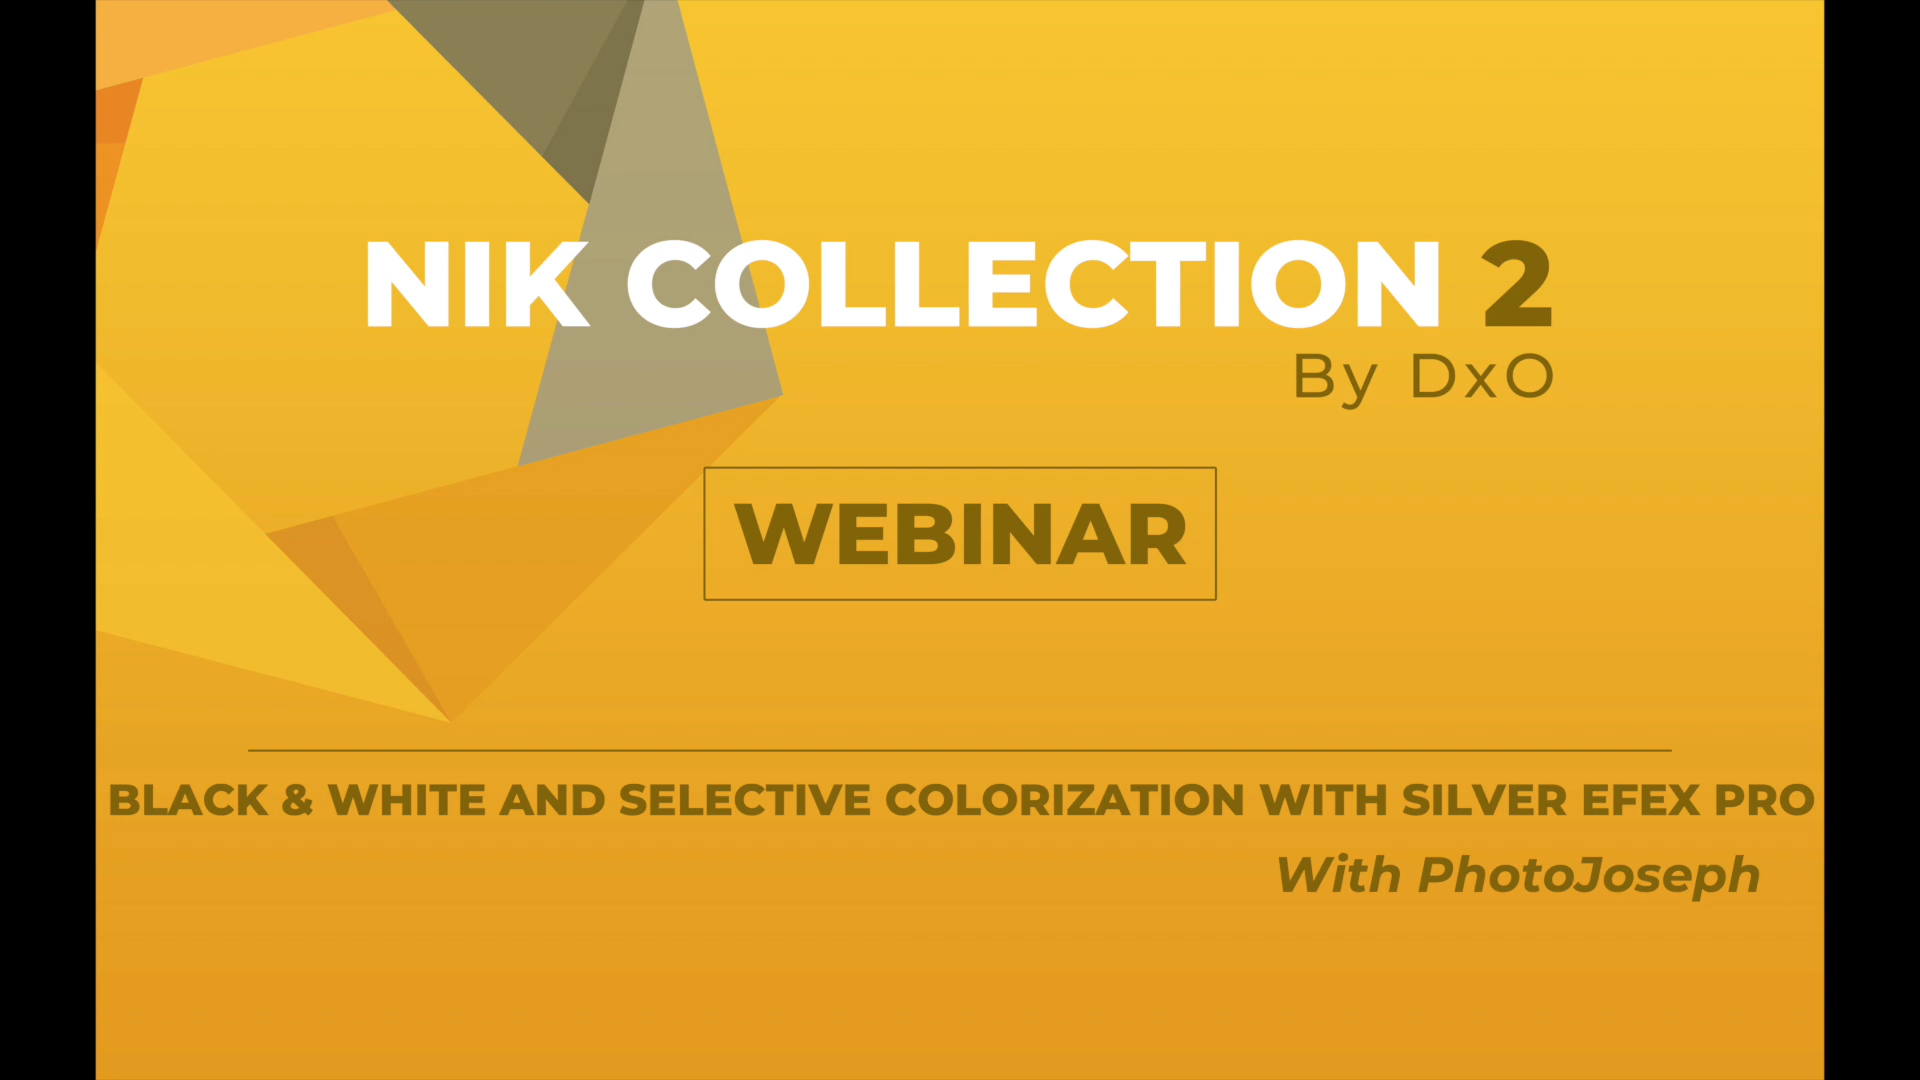 NIK COLLECTION 2
By DxO
WEBINAR
BLACK & WHITE AND SELECTIVE COLORIZATION WITH SILVER EFEX PRO
With PhotoJoseph